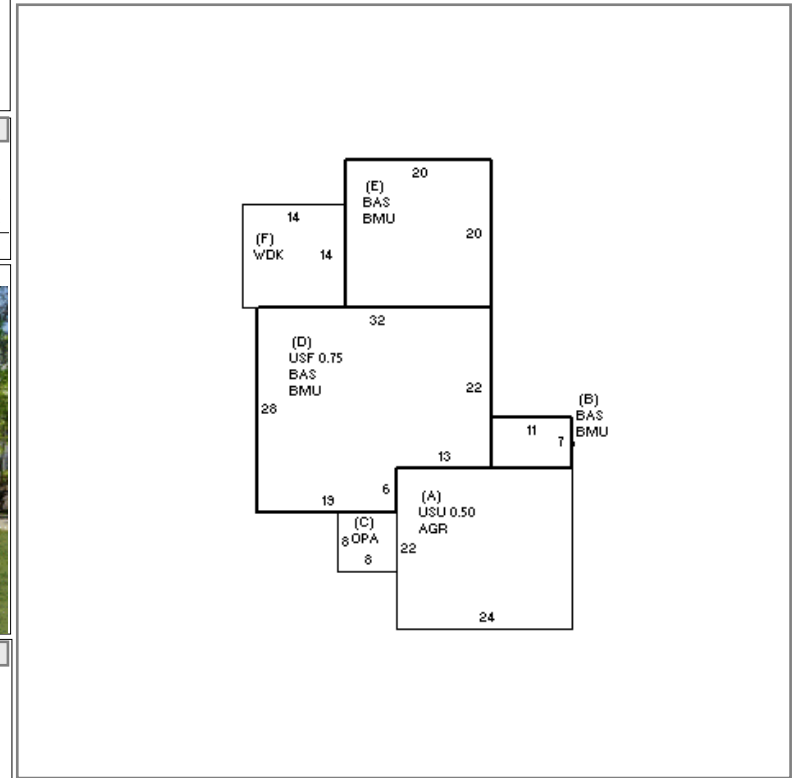 20
(E)
BAS
BMU
20
14
(F)
WDK
14
32
(D)
USF 0.75
BAS
BMU
22
28
(B)
BAS
BMU
11
7
13
6
19
(A)
USU 0.50
AGR
(C)
OPA
8
8
22
24